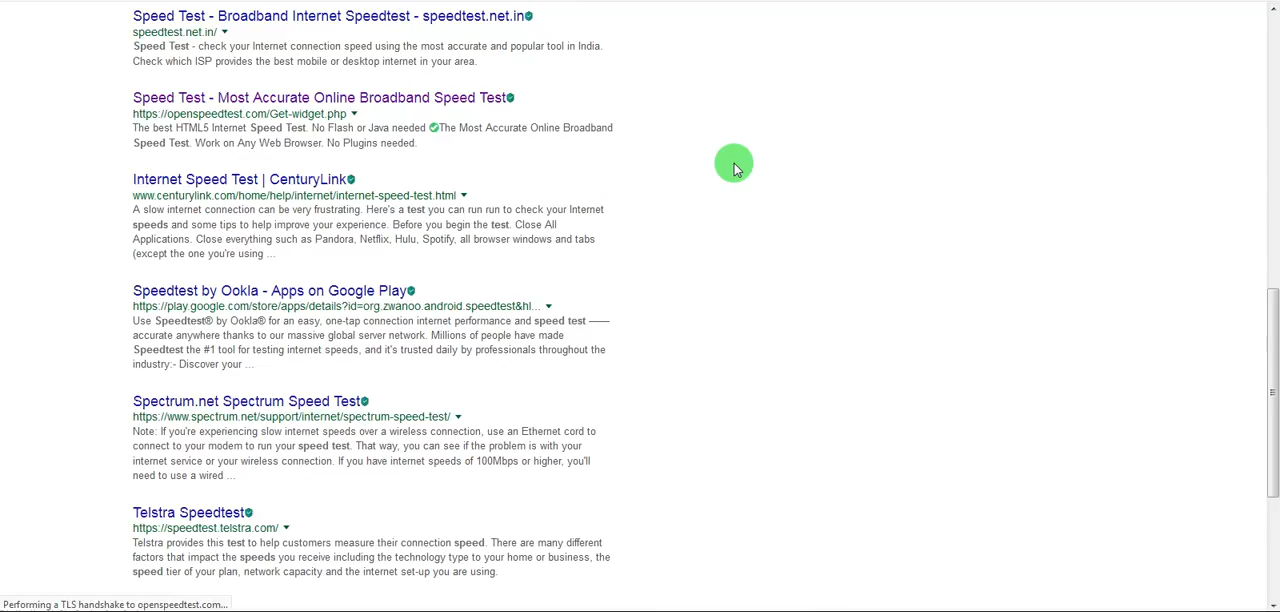 Speed Test - Broadband Internet Speedtest - speedtest.net.in
speedtest.net.in/
Speed Test - check your Internet connection speed using the most accurate and popular tool in India.
Check which ISP provides the best mobile or desktop internet in your area.
Speed Test - Most Accurate Online Broadband Speed Test
https://openspeedtest.com/Get-widget.php
The best HTML5 Internet Speed Test. No Flash or Java needed ✅The Most Accurate Online Broadband
Speed Test. Work on Any Web Browser. No Plugins needed.
Internet Speed Test | CenturyLink
www.centurylink.com/home/help/internet/internet-speed-test.html
A slow internet connection can be very frustrating. Here's a test you can run run to check your Internet
speeds and some tips to help improve your experience. Before you begin the test. Close All
Applications. Close everything such as Pandora, Netflix, Hulu, Spotify, all browser windows and tabs
(except the one you're using ...
Speedtest by Ookla - Apps on Google Play
https://play.google.com/store/apps/details?id=org.zwanoo.android.speedtest&hl...
Use Speedtest® by Ookla® for an easy, one-tap connection internet performance and speed test ——
accurate anywhere thanks to our massive global server network. Millions of people have made
Speedtest the #1 tool for testing internet speeds, and it's trusted daily by professionals throughout the
industry:- Discover your ...
Spectrum.net Spectrum Speed Test
https://www.spectrum.net/support/internet/spectrum-speed-test/
Note: If you're experiencing slow internet speeds over a wireless connection, use an Ethernet cord to
connect to your modem to run your speed test. That way, you can see if the problem is with your
internet service or your wireless connection. If you have internet speeds of 100Mbps or higher, you'll
need to use a wired ...
Telstra Speedtest
https://speedtest.telstra.com/
Telstra provides this test to help customers measure their connection speed. There are many different
factors that impact the speeds you receive including the technology type to your home or business, the
speed tier of your plan, network capacity and the internet set-up you are using.
Performing a TLS handshake to openspeedtest.com...